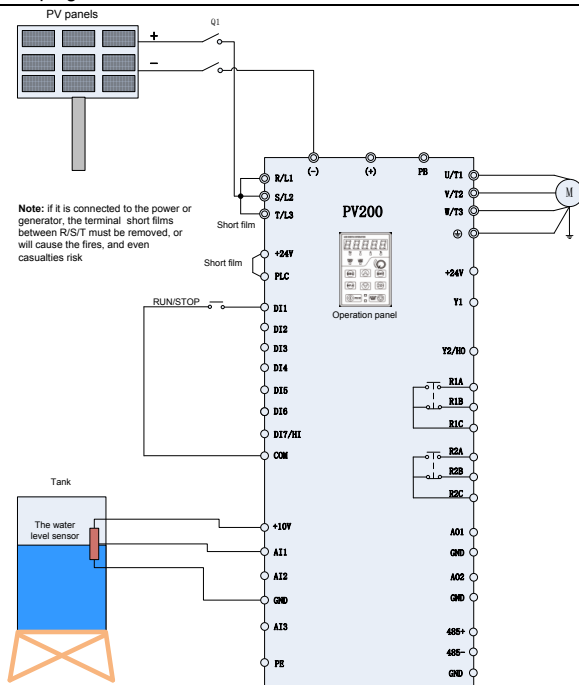 PV panels
Q1
+
−
(-)
(+)
PB
R/L1
S/L2
T/L3
U/T1
V/T2
W/T3
M
PV200
Note: if it is connected to the power or
generator, the terminal short films
between R/S/T must be removed, or
will cause the fires, and even
casualties risk
Short film
+24V
Short film
PLC
Operation panel
+24V
RUN/STOP
DI1
Y1
DI2
DI3
Y2/HO
DI4
DI5
R1A
DI6
R1B
DI7/HI
R1C
COM
R2A
R2B
R2C
Tank
The water
level sensor
+10V
AI1
AI2
GND
AI3
PE
AO1
GND
AO2
GND
485+
485-
GND